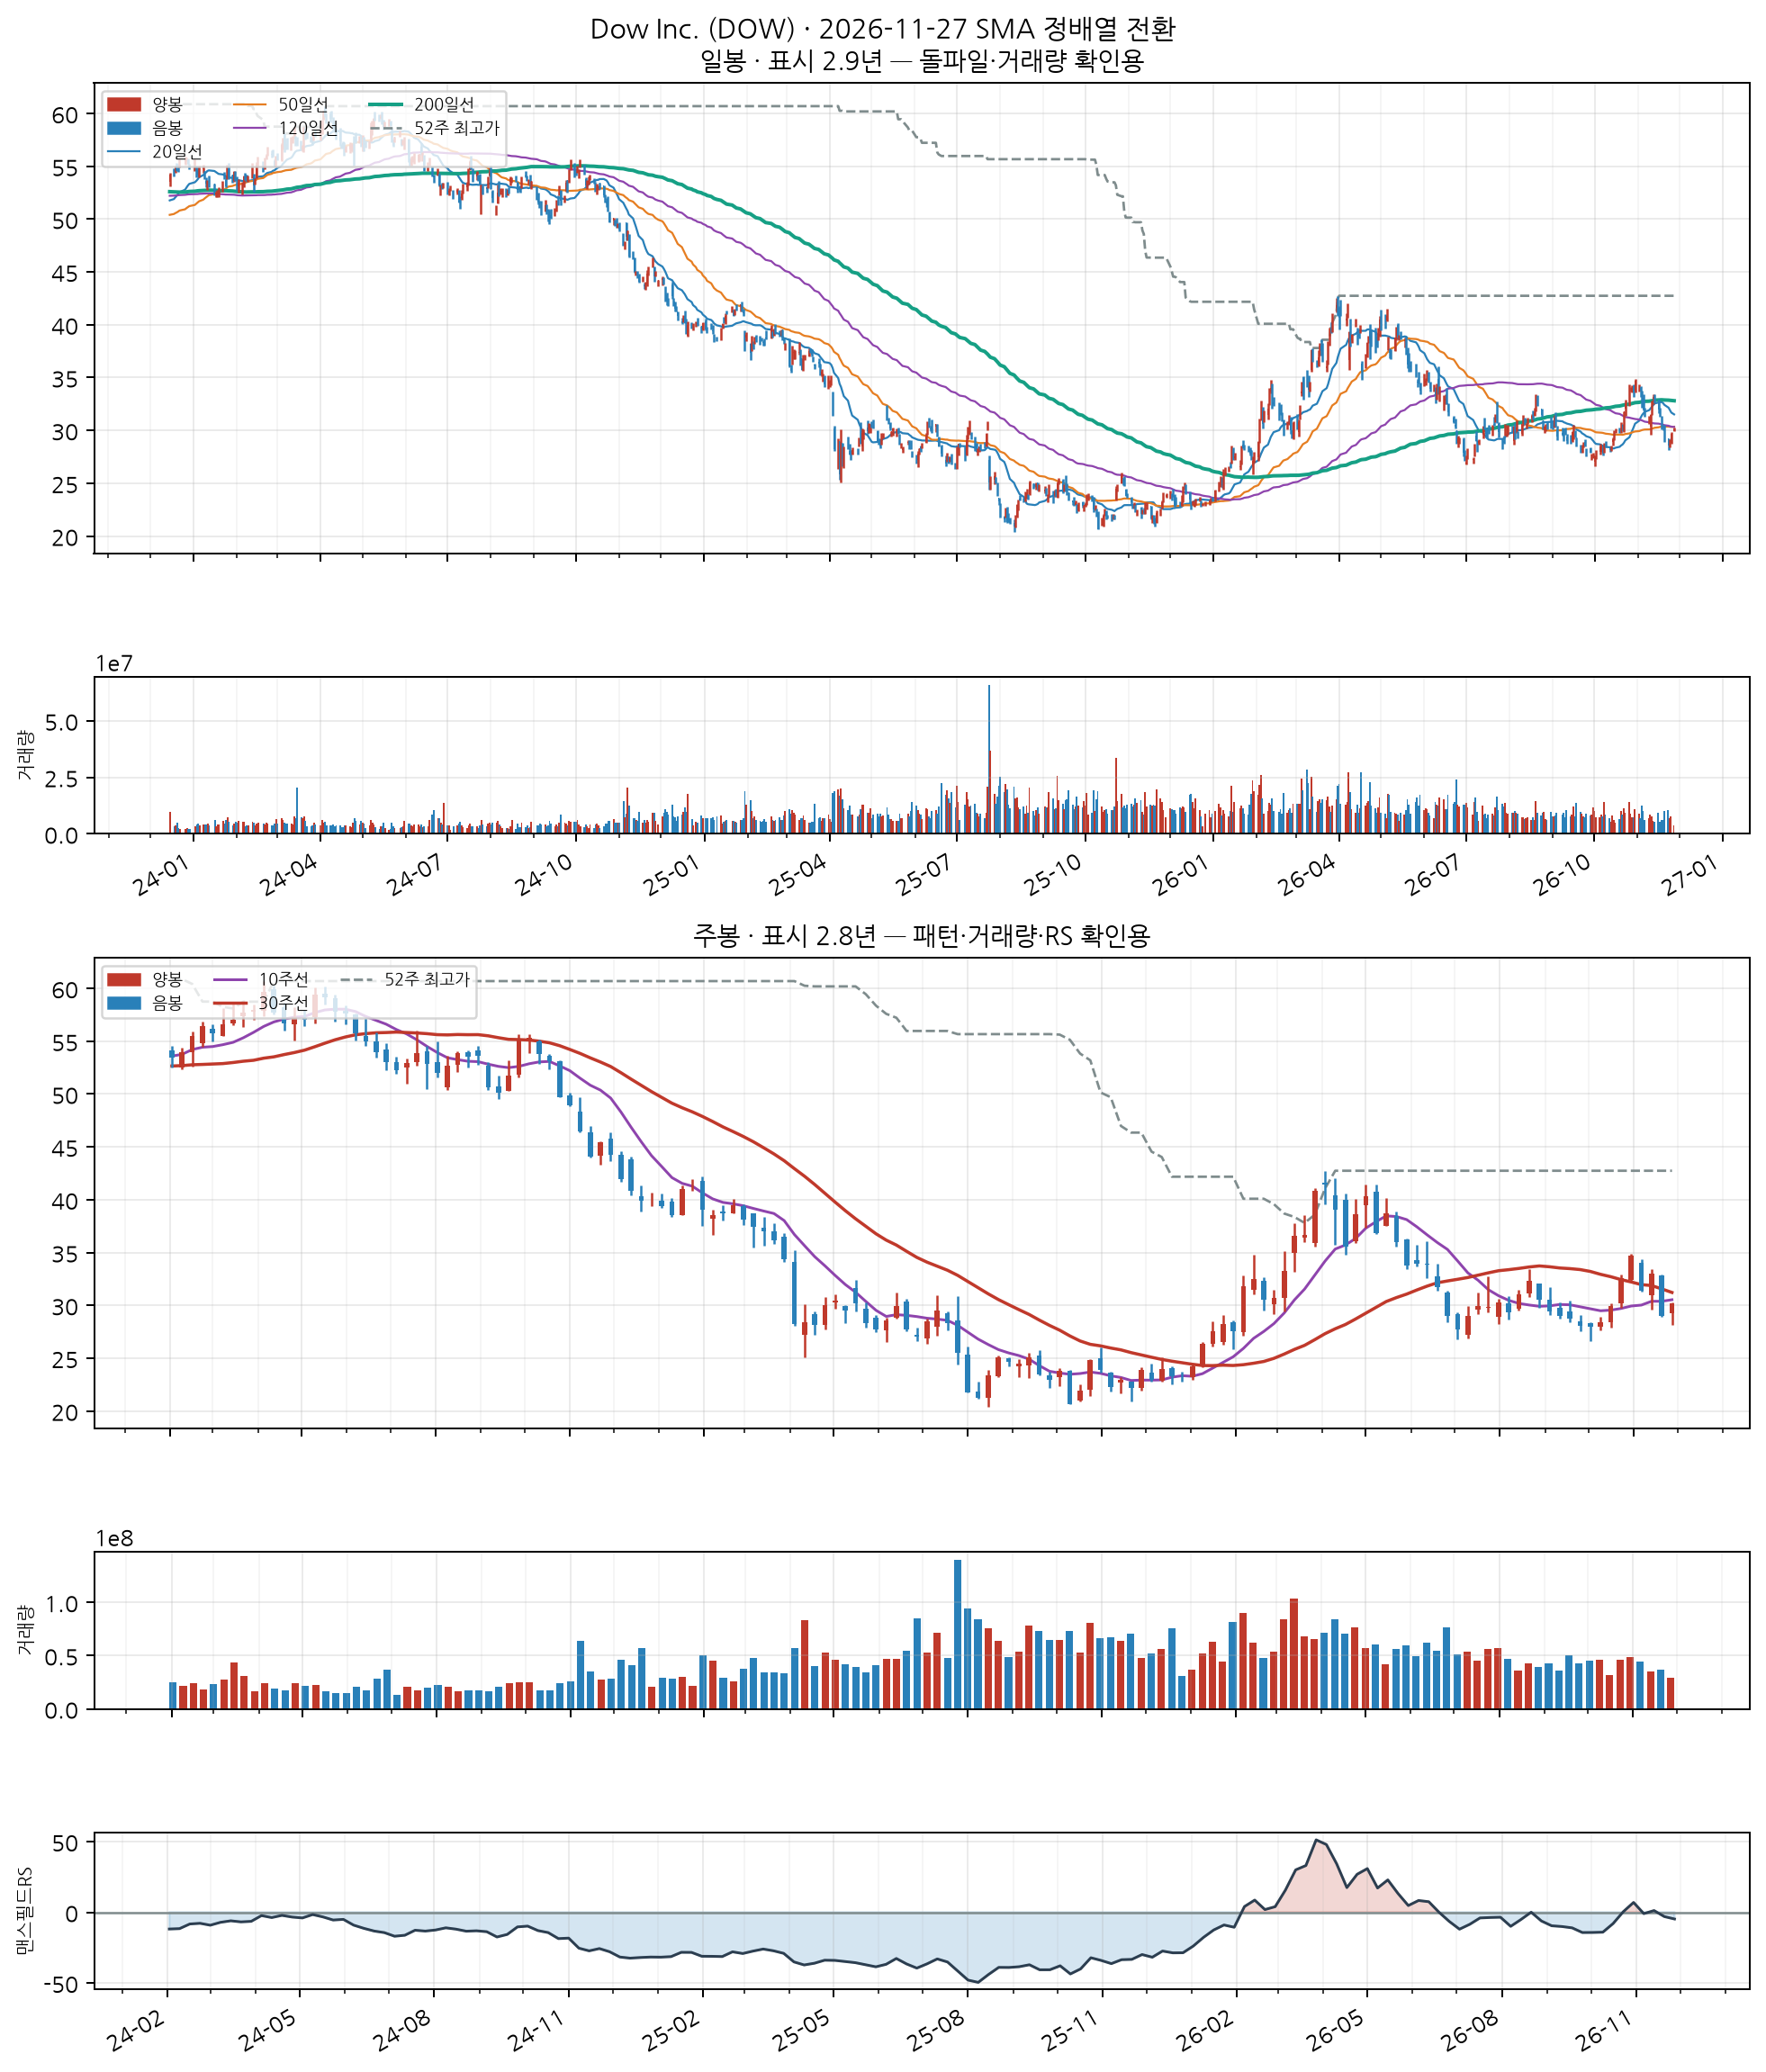 Dow Inc. (DOW) · 2026-11-27 SMA 정배열 전환
일봉 · 표시 2.9년 — 돌파일·거래량 확인용
양봉
음봉
20일선
50일선
120일선
200일선
52주 최고가
60
55
50
45
40
35
30
25
20
1e7
거래량
5.0
2.5
0.0
24-01
24-04
24-07
24-10
25-01
25-04
25-07
25-10
26-01
26-04
26-07
26-10
27-01
주봉 · 표시 2.8년 — 패턴·거래량·RS 확인용
양봉
음봉
10주선
30주선
52주 최고가
60
55
50
45
40
35
30
25
20
1e8
거래량
1.0
0.5
0.0
맨스필드RS
50
0
-50
24-02
24-05
24-08
24-11
25-02
25-05
25-08
25-11
26-02
26-05
26-08
26-11